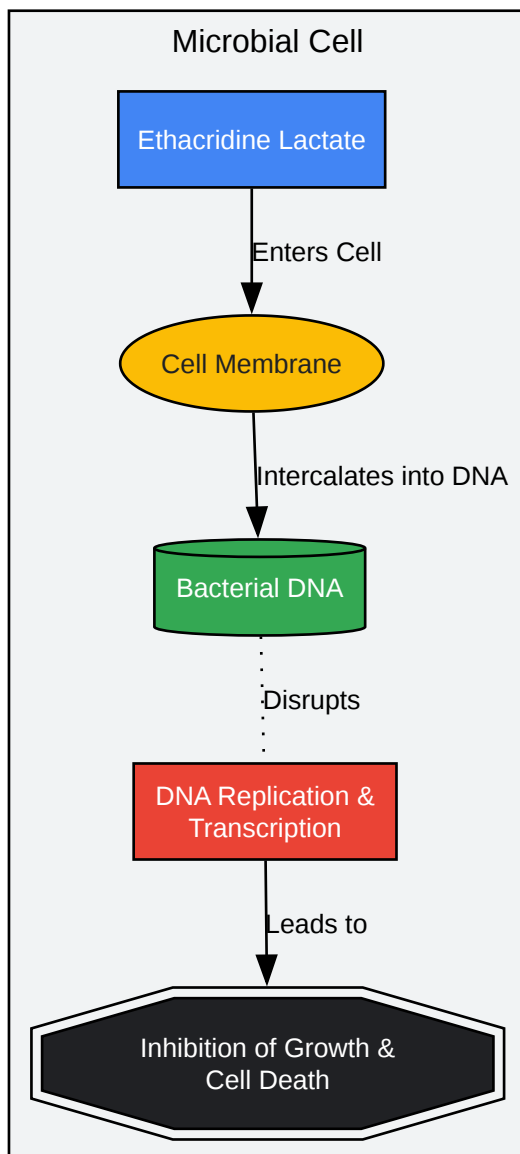 Microbial Cell
Ethacridine Lactate
Enters Cell
Cell Membrane
Intercalates into DNA
Bacterial DNA
Disrupts
DNA Replication &
Transcription
Leads to
Inhibition of Growth &
Cell Death